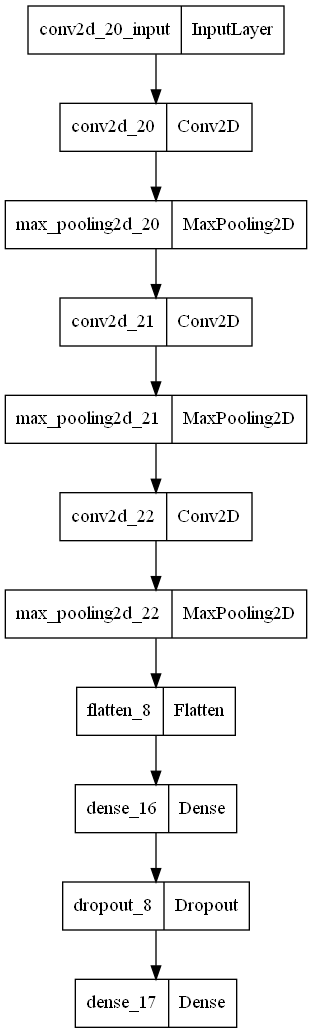 conv2d_20_input InputLayer
conv2d_20 Conv2D
max_pooling2d_20 MaxPooling2D
conv2d_21 Conv2D
max_pooling2d_21 MaxPooling2D
conv2d_22 Conv2D
max_pooling2d_22 MaxPooling2D
flatten_8 Flatten
dense_16 Dense
dropout_8 Dropout
dense_17 Dense